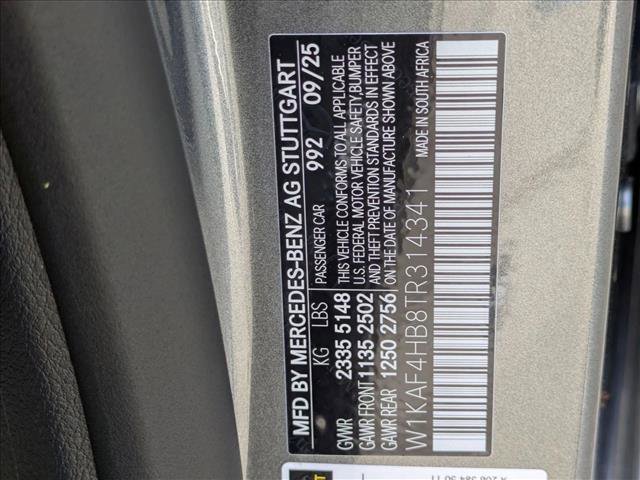 MFD BY MERCEDES-BENZ AG STUTTGART
KG LBS PASSENGER CAR 992 09/25
GVWR 2335 5148 THIS VEHICLE CONFORMS TO ALL APPLICABLE
GAWR FRONT 1135 2502 U.S. FEDERAL MOTOR VEHICLE SAFETY, BUMPER
GAWR REAR 1250 2756 AND THEFT PREVENTION STANDARDS IN EFFECT
ON THE DATE OF MANUFACTURE SHOWN ABOVE
W1KAF4HB8TR314341 MADE IN SOUTH AFRICA